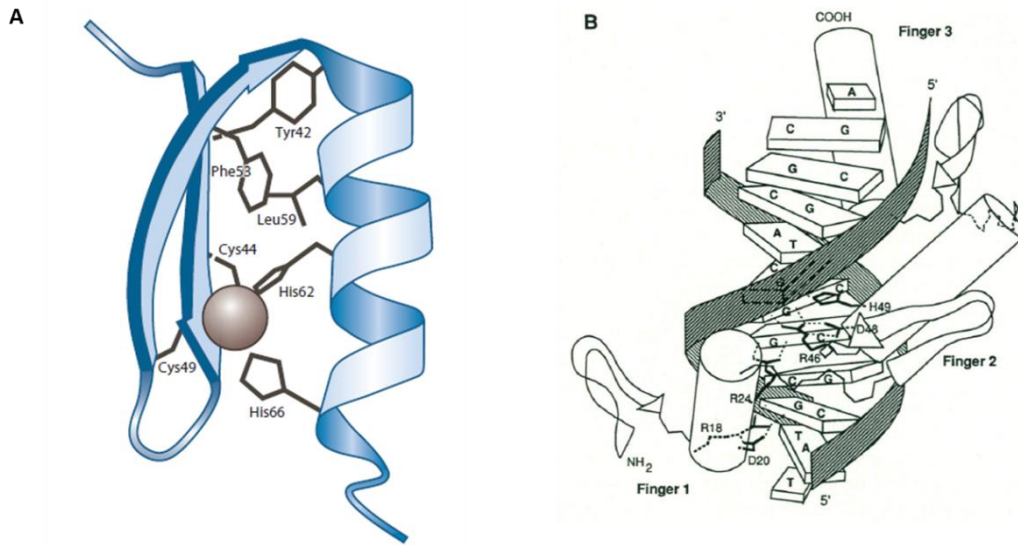 A
Tyr42
Phe53
Leu59
Cys44
His62
Cys49
His66
B
COOH
Finger 3
A
5'
3'
C G
G C
C G
A T
C
G
C
G
H49
D48
G C
R46
Finger 2
C G
R24
G C
R18
T
A
NH2
D20
Finger 1
T
5'